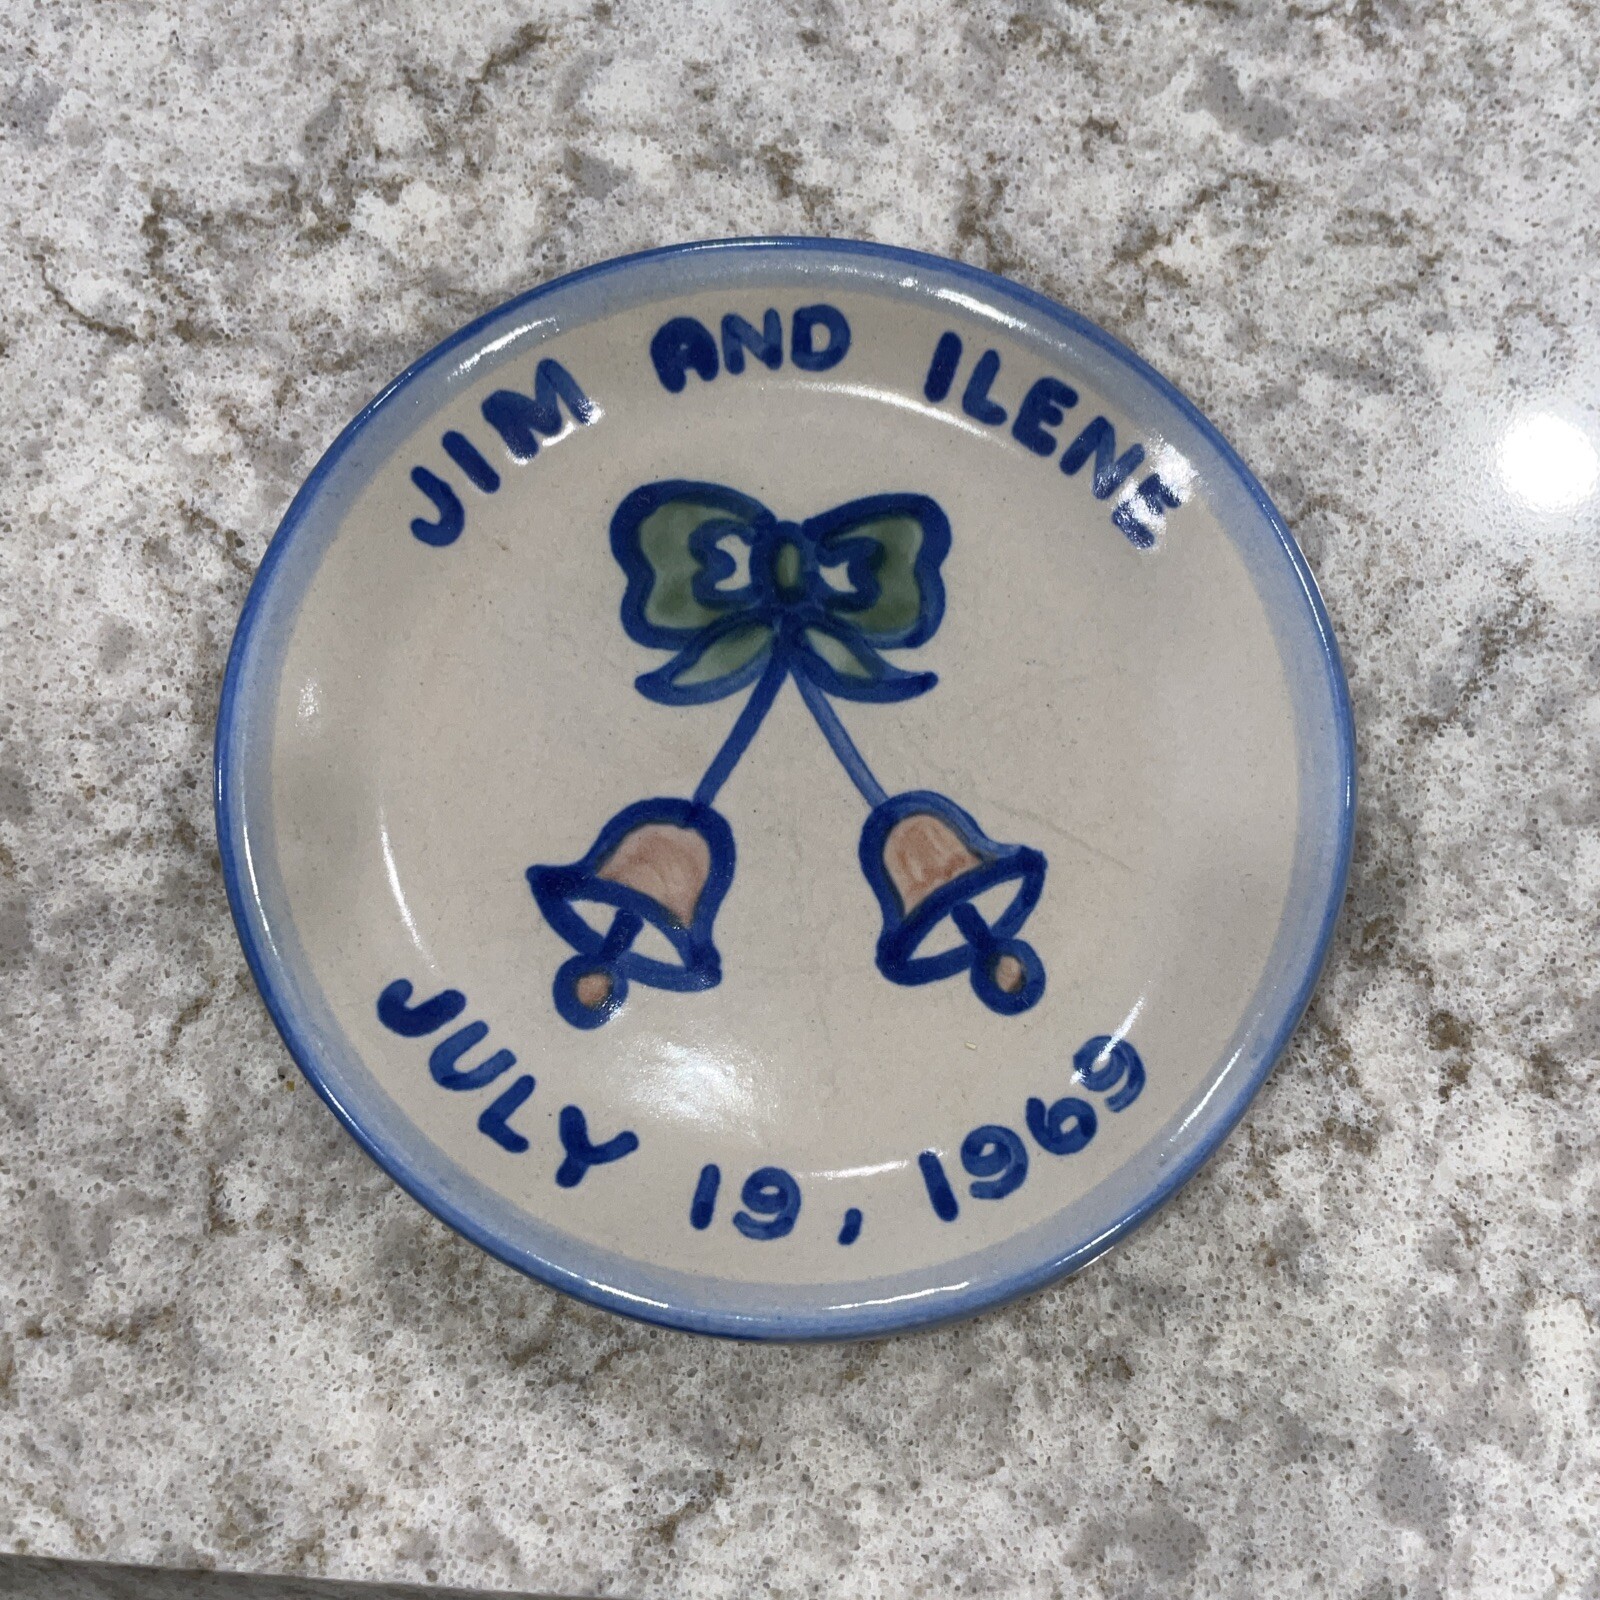 JIM AND ILENE
JULY 19, 1969